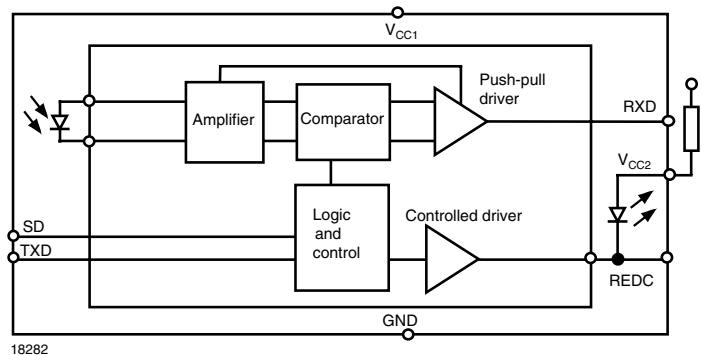 VCC1
Push-pull
driver
RXD
Amplifier
Comparator
VCC2
Logic
and
control
Controlled driver
SD
TXD
REDC
GND
18282